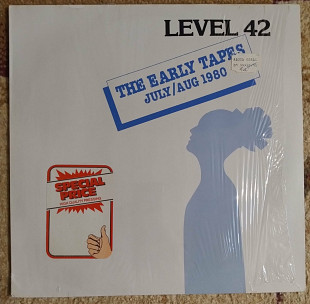 LEVEL 42
THE EARLY TAPES
JULY/AUG 1980
SPECIAL
PRICE